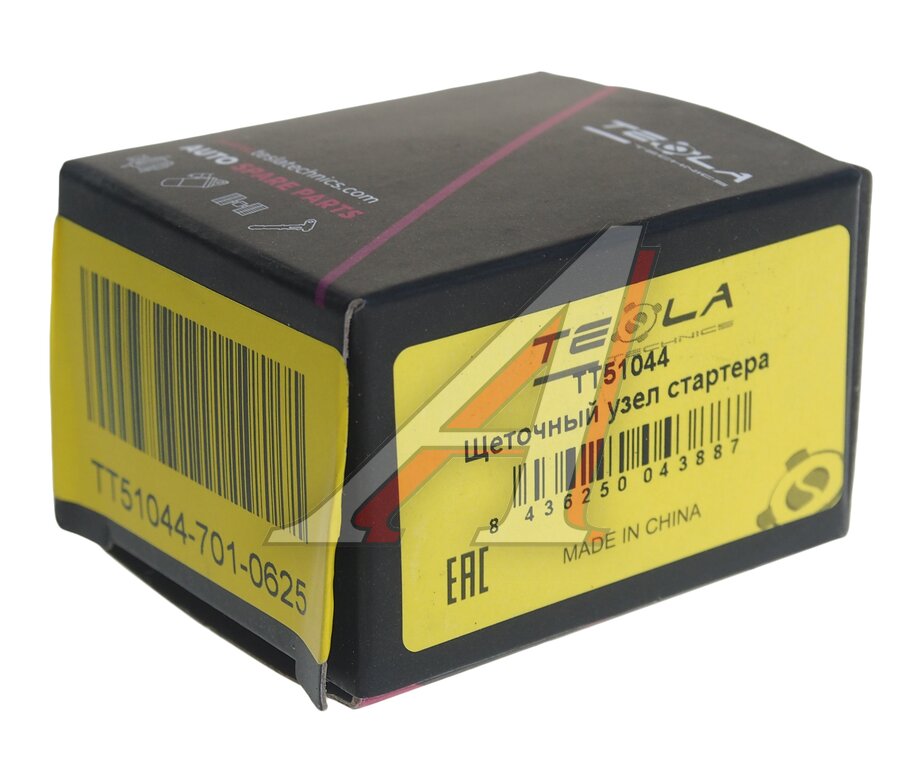 TESLA
TECHNICS
teslatechnics.com
AUTO SPARE PARTS
TESLA
TECHNICS
TT51044
Щеточный узел стартера
8 436250 043887
MADE IN CHINA
EAC
TT51044-701-0625